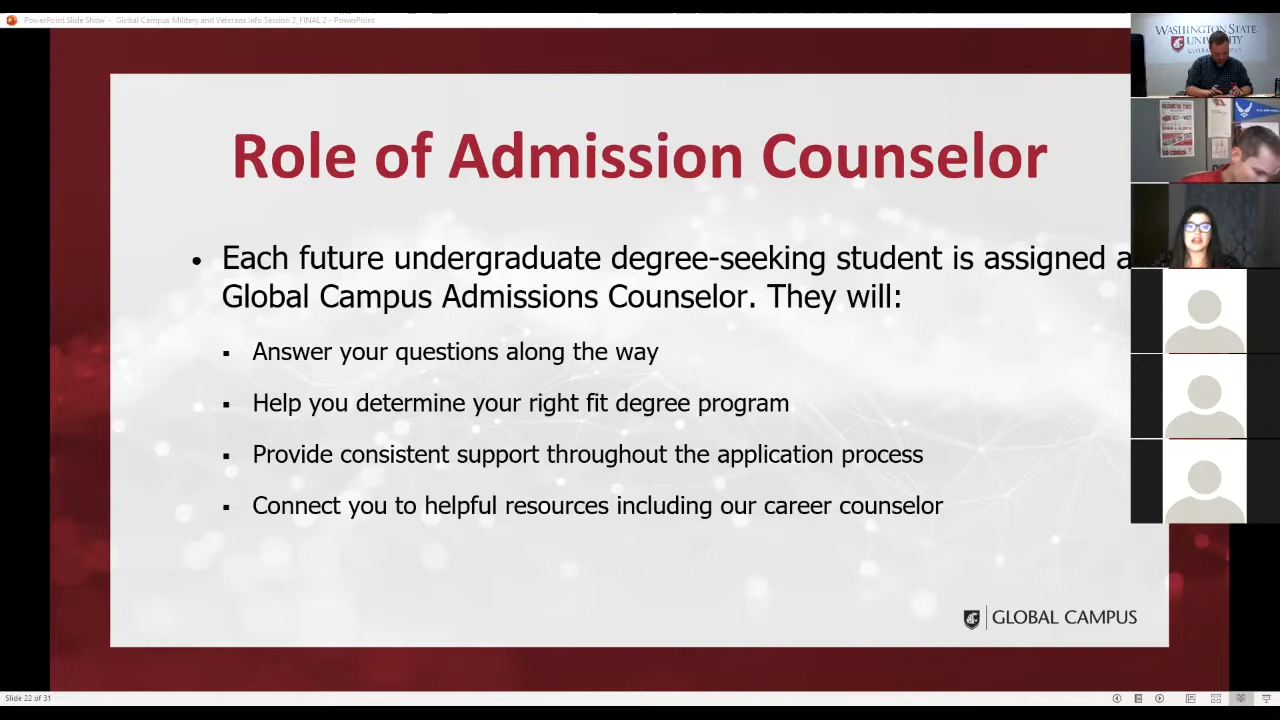 PowerPoint Slide Show - Global Campus Military and Veterans Info Session 2_FINAL 2 - PowerPoint
WASHINGTON STATE
UNIVERSITY
GLOBAL CAMPUS
Role of Admission Counselor
• Each future undergraduate degree-seeking student is assigned a
Global Campus Admissions Counselor. They will:
▪ Answer your questions along the way
▪ Help you determine your right fit degree program
▪ Provide consistent support throughout the application process
▪ Connect you to helpful resources including our career counselor
GLOBAL CAMPUS
Slide 22 of 31